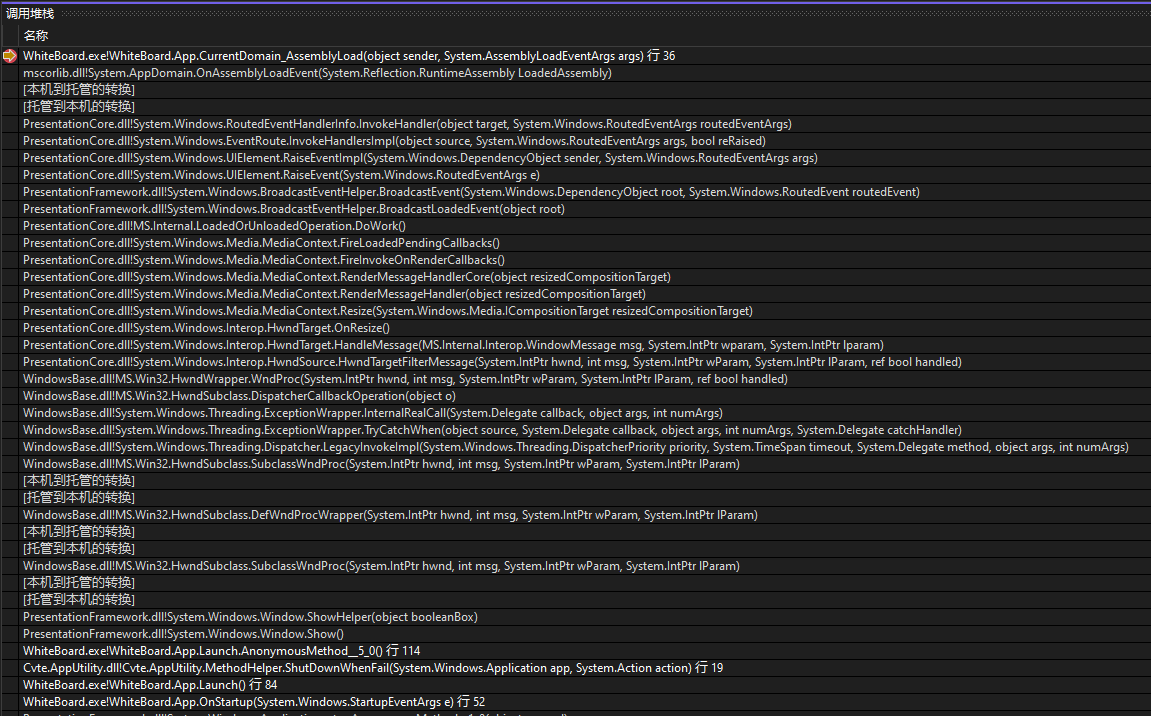 调用堆栈
名称
WhiteBoard.exe!WhiteBoard.App.CurrentDomain_AssemblyLoad(object sender, System.AssemblyLoadEventArgs args) 行 36
mscorlib.dll!System.AppDomain.OnAssemblyLoadEvent(System.Reflection.RuntimeAssembly LoadedAssembly)
[本机到托管的转换]
[托管到本机的转换]
PresentationCore.dll!System.Windows.RoutedEventHandlerInfo.InvokeHandler(object target, System.Windows.RoutedEventArgs routedEventArgs)
PresentationCore.dll!System.Windows.EventRoute.InvokeHandlersImpl(object source, System.Windows.RoutedEventArgs args, bool reRaised)
PresentationCore.dll!System.Windows.UIElement.RaiseEventImpl(System.Windows.DependencyObject sender, System.Windows.RoutedEventArgs args)
PresentationCore.dll!System.Windows.UIElement.RaiseEvent(System.Windows.RoutedEventArgs e)
PresentationFramework.dll!System.Windows.BroadcastEventHelper.BroadcastEvent(System.Windows.DependencyObject root, System.Windows.RoutedEvent routedEvent)
PresentationFramework.dll!System.Windows.BroadcastEventHelper.BroadcastLoadedEvent(object root)
PresentationCore.dll!MS.Internal.LoadedOrUnloadedOperation.DoWork()
PresentationCore.dll!System.Windows.Media.MediaContext.FireLoadedPendingCallbacks()
PresentationCore.dll!System.Windows.Media.MediaContext.FireInvokeOnRenderCallbacks()
PresentationCore.dll!System.Windows.Media.MediaContext.RenderMessageHandlerCore(object resizedCompositionTarget)
PresentationCore.dll!System.Windows.Media.MediaContext.RenderMessageHandler(object resizedCompositionTarget)
PresentationCore.dll!System.Windows.Media.MediaContext.Resize(System.Windows.Media.ICompositionTarget resizedCompositionTarget)
PresentationCore.dll!System.Windows.Interop.HwndTarget.OnResize()
PresentationCore.dll!System.Windows.Interop.HwndTarget.HandleMessage(MS.Internal.Interop.WindowMessage msg, System.IntPtr wparam, System.IntPtr lparam)
PresentationCore.dll!System.Windows.Interop.HwndSource.HwndTargetFilterMessage(System.IntPtr hwnd, int msg, System.IntPtr wParam, System.IntPtr lParam, ref bool handled)
WindowsBase.dll!MS.Win32.HwndWrapper.WndProc(System.IntPtr hwnd, int msg, System.IntPtr wParam, System.IntPtr lParam, ref bool handled)
WindowsBase.dll!MS.Win32.HwndSubclass.DispatcherCallbackOperation(object o)
WindowsBase.dll!System.Windows.Threading.ExceptionWrapper.InternalRealCall(System.Delegate callback, object args, int numArgs)
WindowsBase.dll!System.Windows.Threading.ExceptionWrapper.TryCatchWhen(object source, System.Delegate callback, object args, int numArgs, System.Delegate catchHandler)
WindowsBase.dll!System.Windows.Threading.Dispatcher.LegacyInvokeImpl(System.Windows.Threading.DispatcherPriority priority, System.TimeSpan timeout, System.Delegate method, object args, int numArgs)
WindowsBase.dll!MS.Win32.HwndSubclass.SubclassWndProc(System.IntPtr hwnd, int msg, System.IntPtr wParam, System.IntPtr lParam)
[本机到托管的转换]
[托管到本机的转换]
WindowsBase.dll!MS.Win32.HwndSubclass.DefWndProcWrapper(System.IntPtr hwnd, int msg, System.IntPtr wParam, System.IntPtr lParam)
[本机到托管的转换]
[托管到本机的转换]
WindowsBase.dll!MS.Win32.HwndSubclass.SubclassWndProc(System.IntPtr hwnd, int msg, System.IntPtr wParam, System.IntPtr lParam)
[本机到托管的转换]
[托管到本机的转换]
PresentationFramework.dll!System.Windows.Window.ShowHelper(object booleanBox)
PresentationFramework.dll!System.Windows.Window.Show()
WhiteBoard.exe!WhiteBoard.App.Launch.AnonymousMethod__5_0() 行 114
Cvte.AppUtility.dll!Cvte.AppUtility.MethodHelper.ShutDownWhenFail(System.Windows.Application app, System.Action action) 行 19
WhiteBoard.exe!WhiteBoard.App.Launch() 行 84
WhiteBoard.exe!WhiteBoard.App.OnStartup(System.Windows.StartupEventArgs e) 行 52